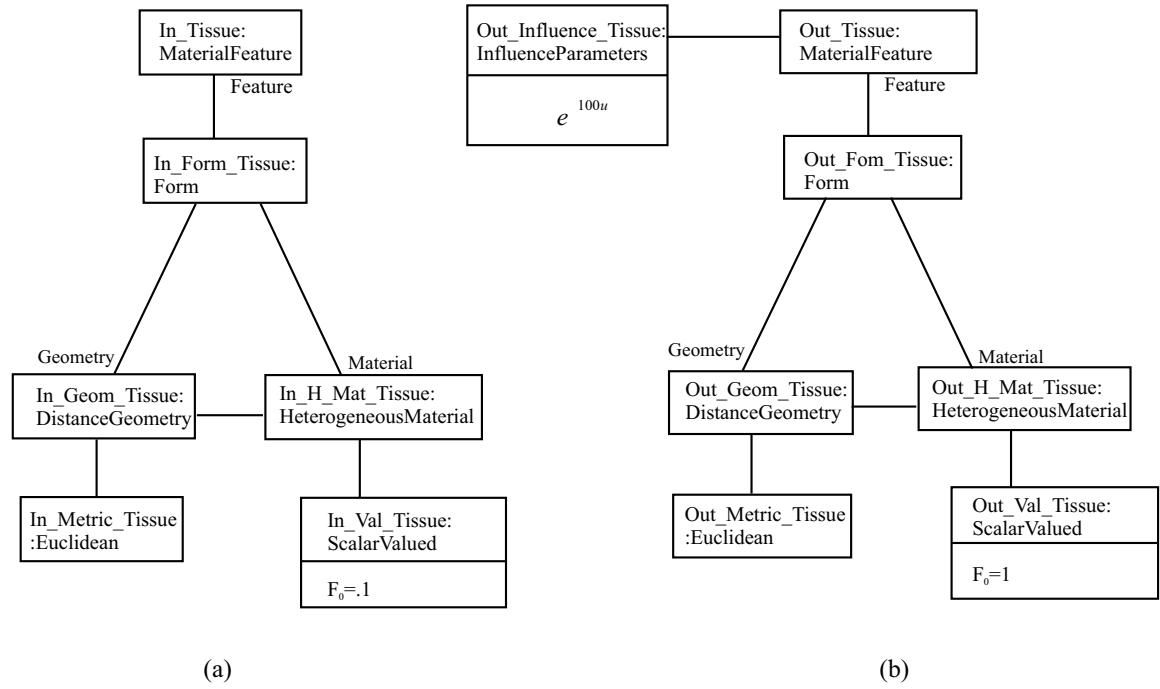 In_Tissue:
MaterialFeature
Feature
In_Form_Tissue:
Form
Geometry
Material
In_Geom_Tissue:
DistanceGeometry
In_H_Mat_Tissue:
HeterogeneousMaterial
In_Metric_Tissue
:Euclidean
In_Val_Tissue:
ScalarValued
F₀=.1
(a)
Out_Influence_Tissue:
InfluenceParameters
e ¹⁰⁰ᵘ
Out_Tissue:
MaterialFeature
Feature
Out_Fom_Tissue:
Form
Geometry
Material
Out_Geom_Tissue:
DistanceGeometry
Out_H_Mat_Tissue:
HeterogeneousMaterial
Out_Metric_Tissue
:Euclidean
Out_Val_Tissue:
ScalarValued
F₀=1
(b)